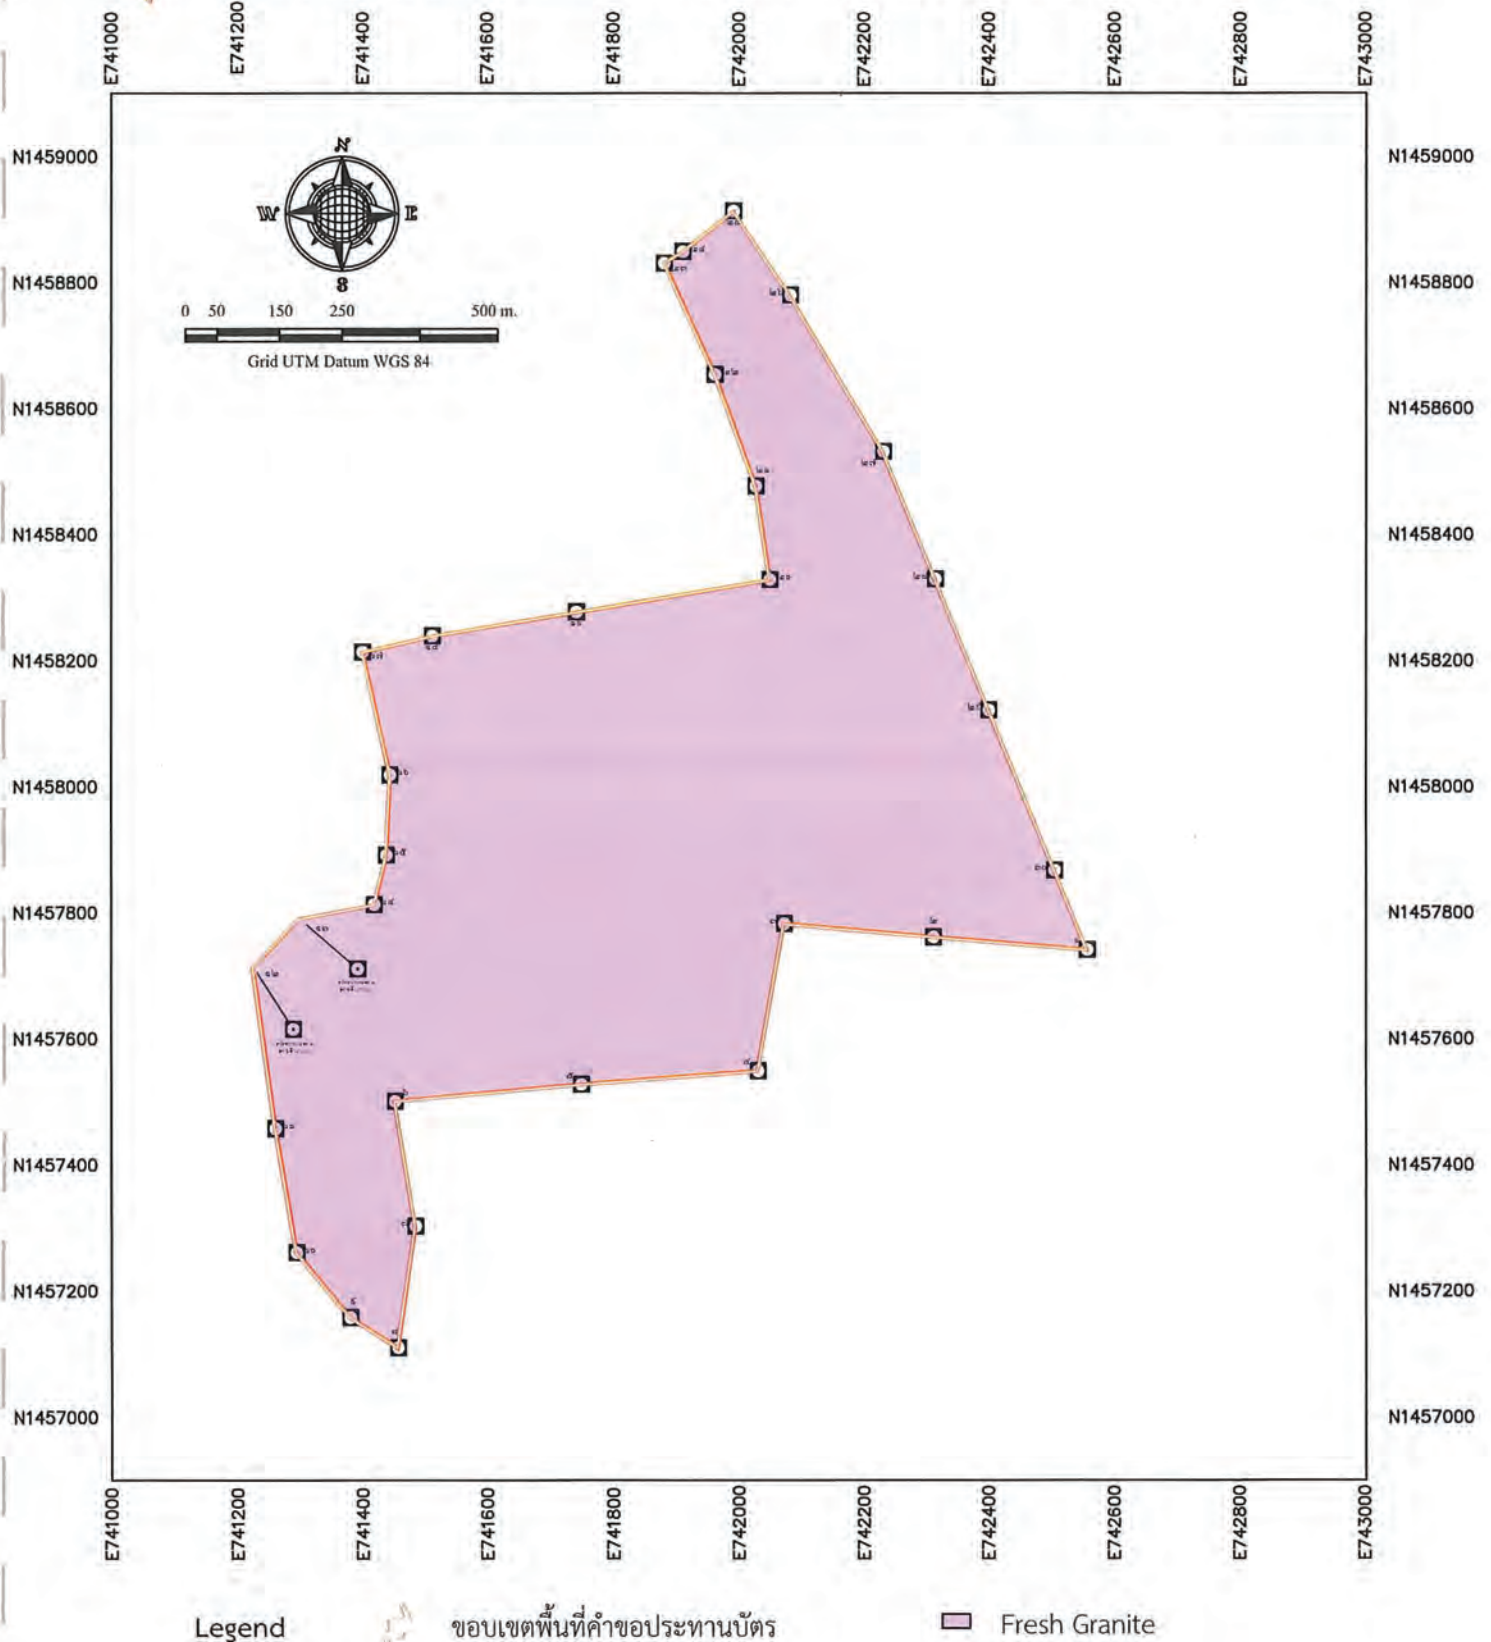 E741000 E741200 E741400 E741600 E741800 E742000 E742200 E742400 E742600 E742800 E743000
N1459000 N1459000
N
W E
S
N1458800 N1458800
0 50 150 250 500 m.
Grid UTM Datum WGS 84
N1458600 N1458600
N1458400 N1458400
N1458200 N1458200
N1458000 N1458000
N1457800 N1457800
N1457600 N1457600
N1457400 N1457400
N1457200 N1457200
N1457000 N1457000
E741000 E741200 E741400 E741600 E741800 E742000 E742200 E742400 E742600 E742800 E743000
Legend ขอบเขตพื้นที่คำขอประทานบัตร Fresh Granite